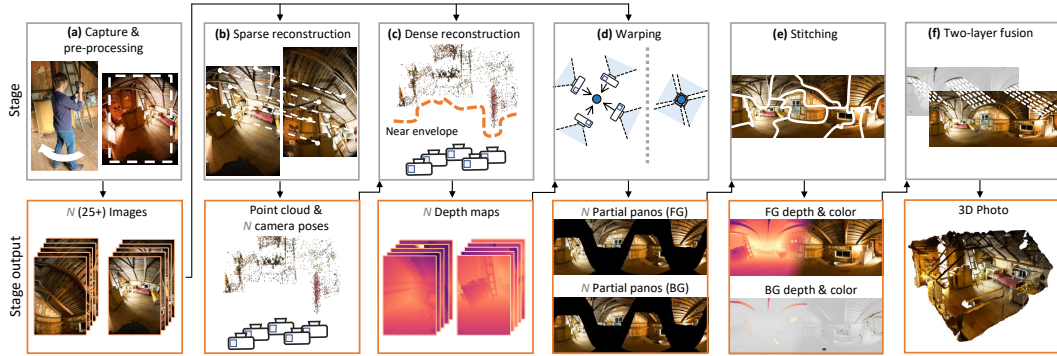 Stage
(a) Capture &
pre-processing
(b) Sparse reconstruction
(c) Dense reconstruction
Near envelope
(d) Warping
(e) Stitching
(f) Two-layer fusion
Stage output
N (25+) Images
Point cloud &
N camera poses
N Depth maps
N Partial panos (FG)
N Partial panos (BG)
FG depth & color
BG depth & color
3D Photo